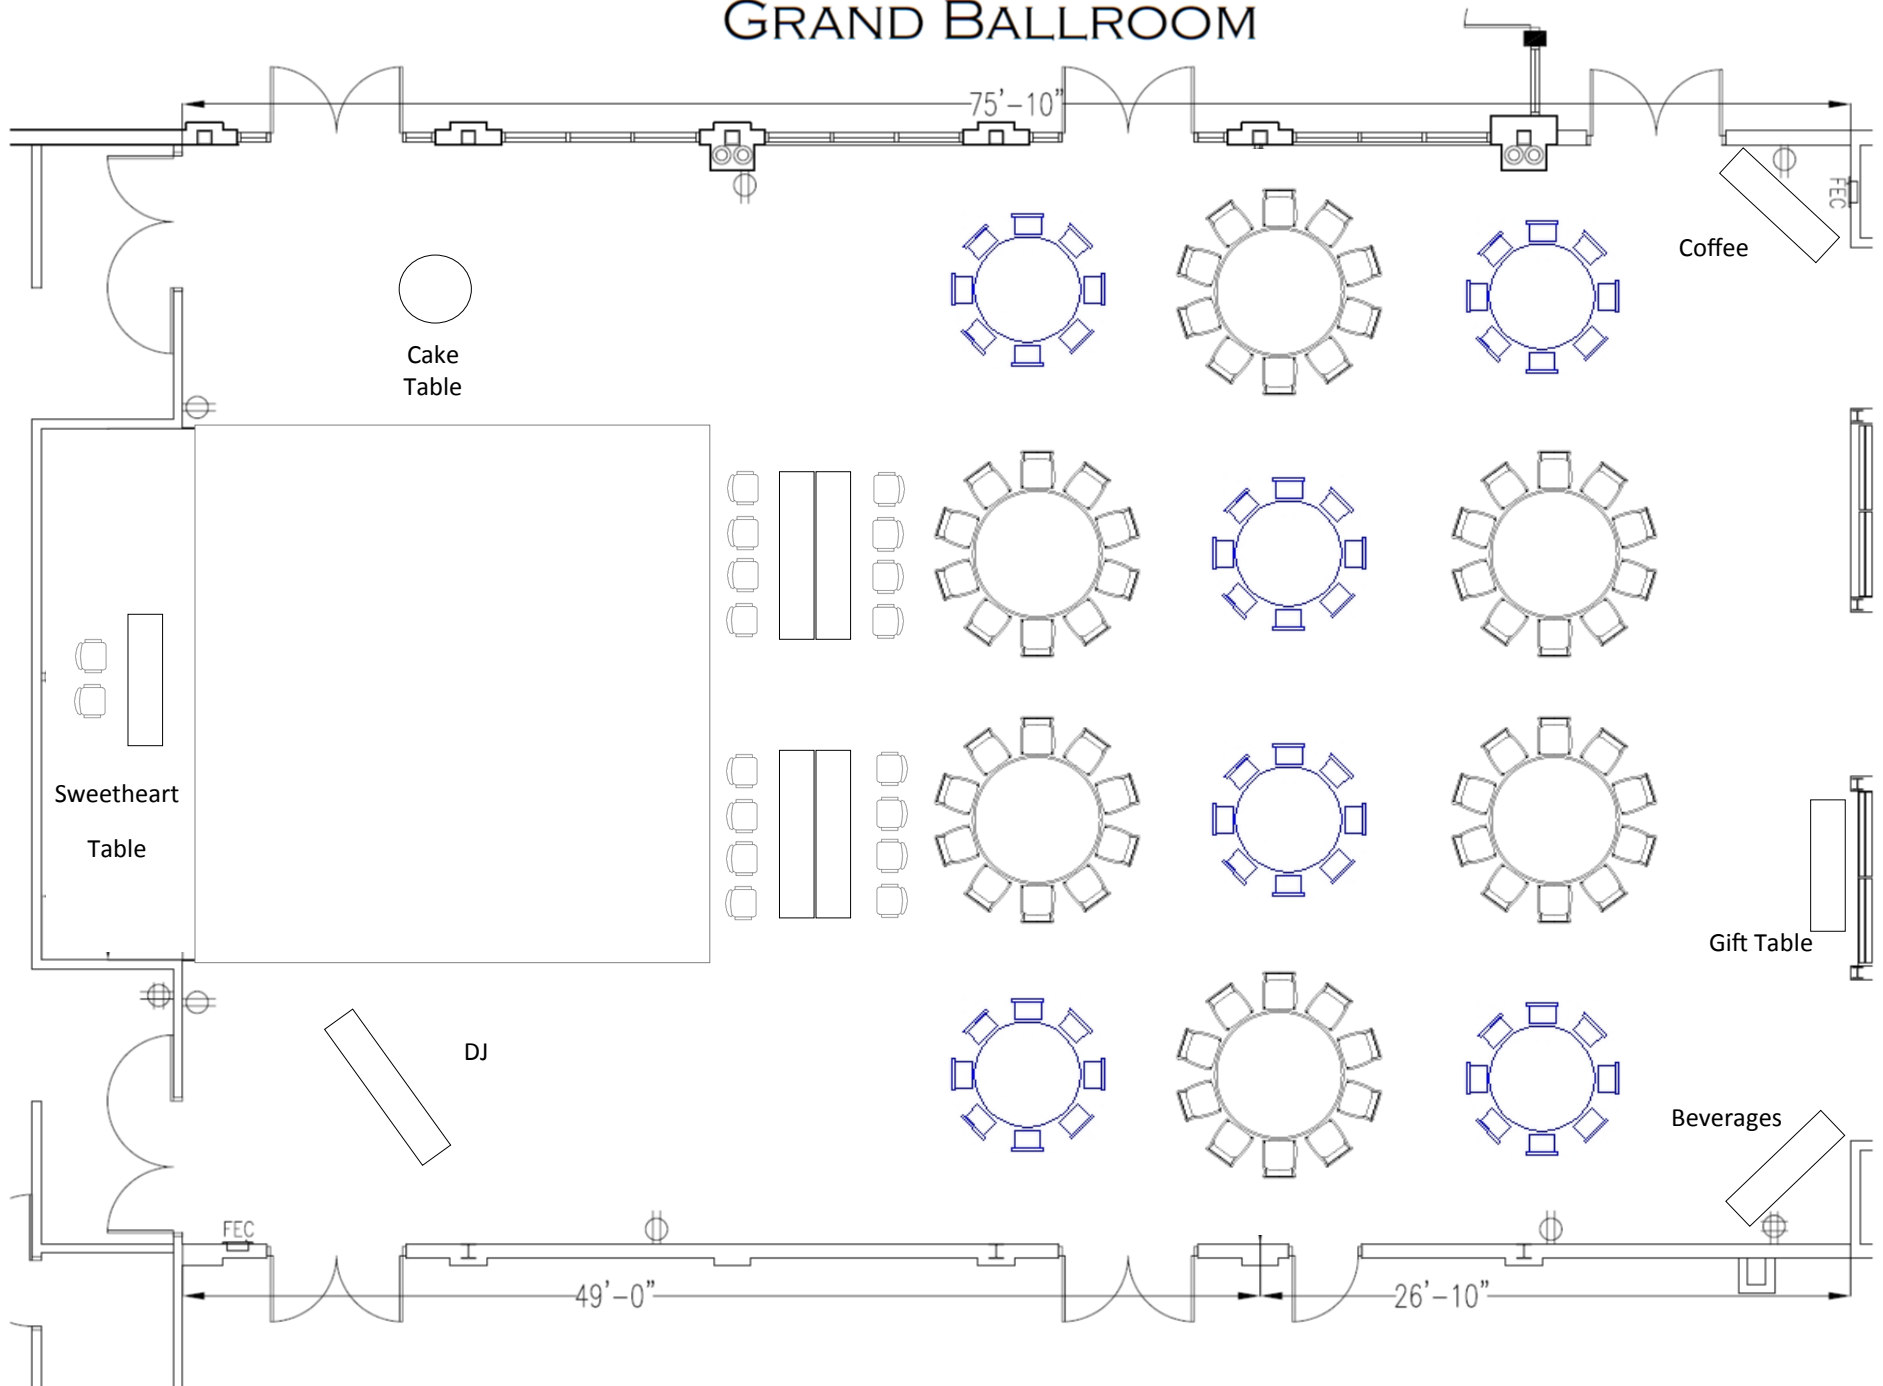 GRAND BALLROOM
75'-10"
FEC
Coffee
Cake
Table
Sweetheart
Table
Gift Table
DJ
Beverages
FEC
49'-0"
26'-10"